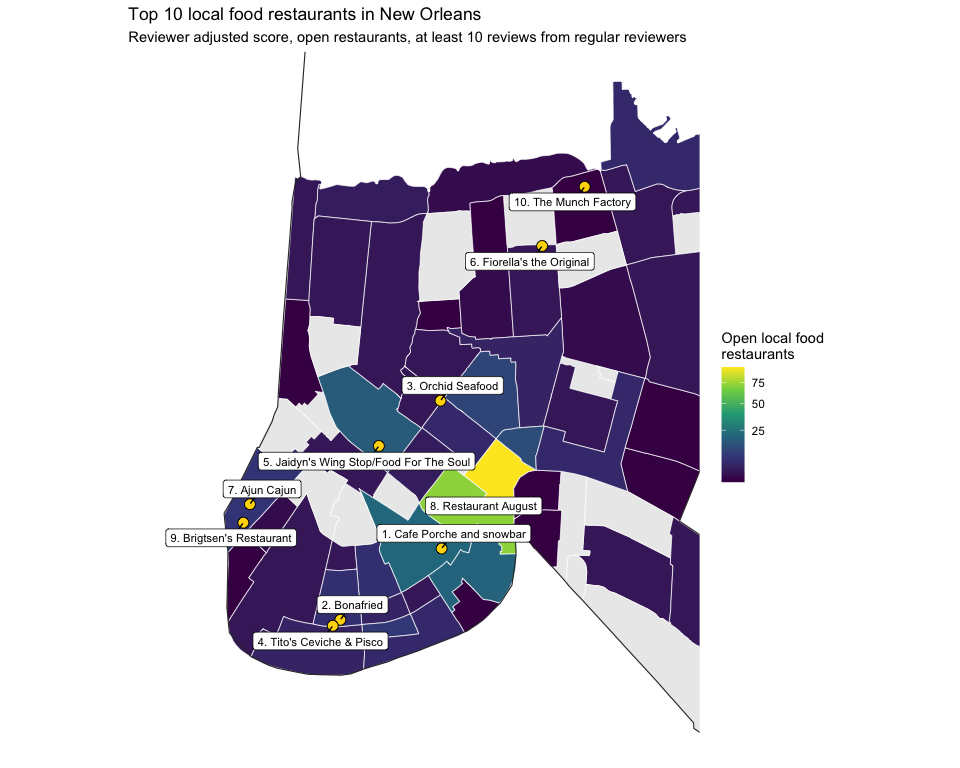 Top 10 local food restaurants in New Orleans
Reviewer adjusted score, open restaurants, at least 10 reviews from regular reviewers
10. The Munch Factory
6. Fiorella's the Original
Open local food
restaurants
75
50
25
3. Orchid Seafood
5. Jaidyn's Wing Stop/Food For The Soul
7. Ajun Cajun
8. Restaurant August
1. Cafe Porche and snowbar
9. Brigtsen's Restaurant
2. Bonafried
4. Tito's Ceviche & Pisco